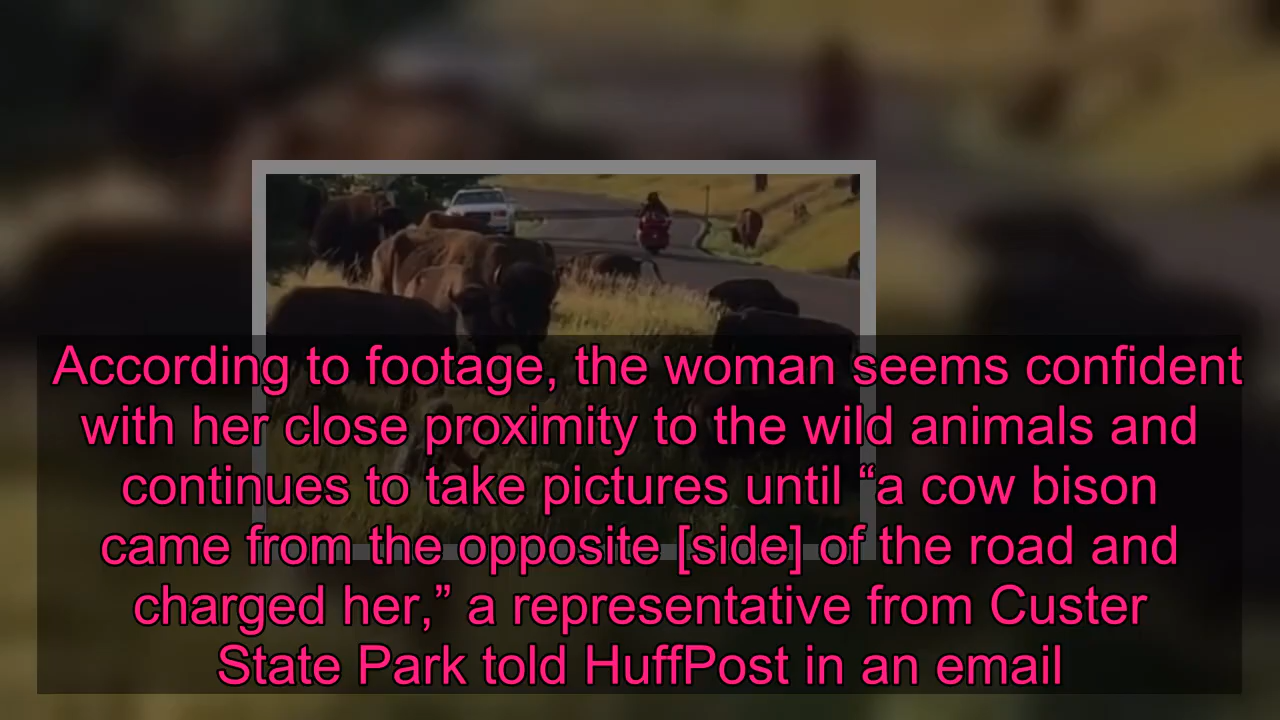 According to footage, the woman seems confident
with her close proximity to the wild animals and
continues to take pictures until “a cow bison
came from the opposite [side] of the road and
charged her,” a representative from Custer
State Park told HuffPost in an email